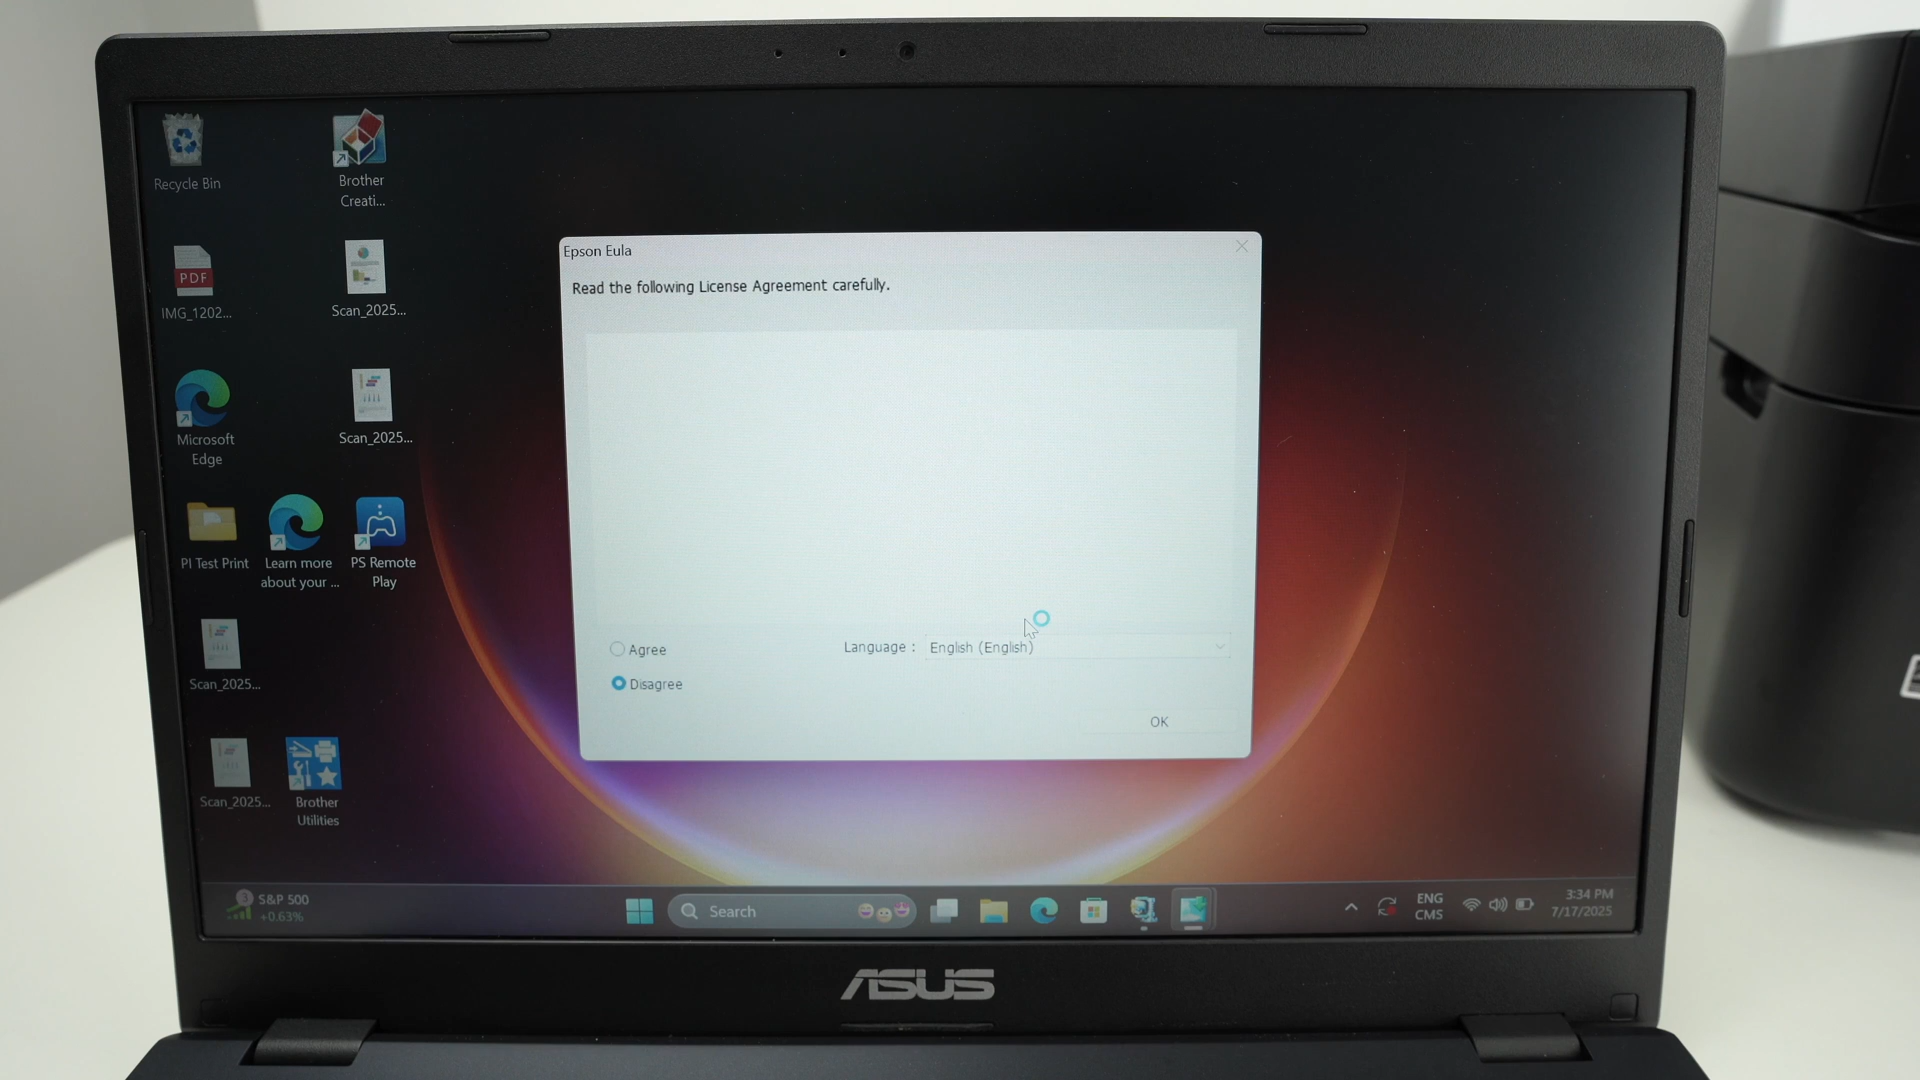 Recycle Bin
Brother
Creati...
PDF
IMG_1202...
Scan_2025...
Microsoft
Edge
Scan_2025...
PI Test Print
Learn more
about your ...
PS Remote
Play
Scan_2025...
Scan_2025...
Brother
Utilities
Epson Eula
Read the following License Agreement carefully.
Agree
Language :
English (English)
Disagree
OK
3
S&P 500
+0.63%
Search
ENG
CMS
3:34 PM
7/17/2025
ASUS